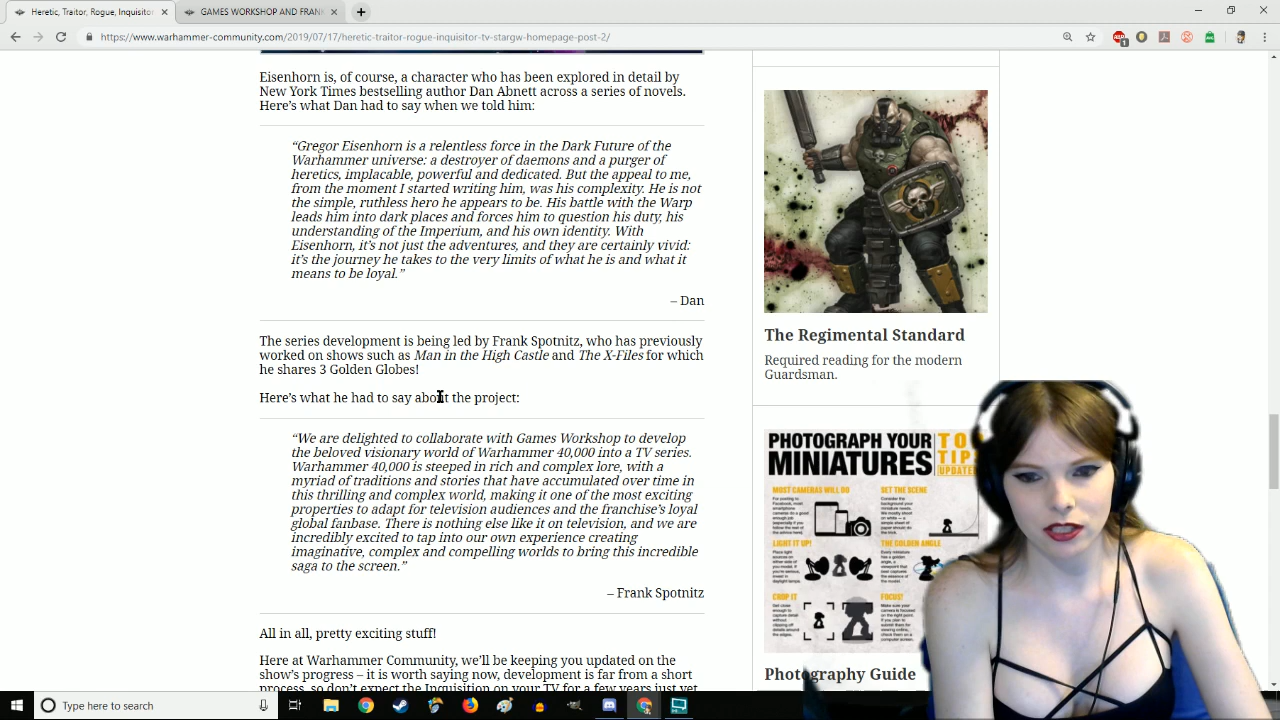 Heretic, Traitor, Rogue, Inquisitor
GAMES WORKSHOP AND FRAN
https://www.warhammer-community.com/2019/07/17/heretic-traitor-rogue-inquisitor-tv-stargw-homepage-post-2/
Eisenhorn is, of course, a character who has been explored in detail by
New York Times bestselling author Dan Abnett across a series of novels.
Here’s what Dan had to say when we told him:
“Gregor Eisenhorn is a relentless force in the Dark Future of the
Warhammer universe: a destroyer of daemons and a purger of
heretics, implacable, powerful and dedicated. But the appeal to me,
from the moment I started writing him, was his complexity. He is not
the simple, ruthless hero he appears to be. His battle with the Warp
leads him into dark places and forces him to question his duty, his
understanding of the Imperium, and his own identity. With
Eisenhorn, it’s not just the adventures, and they are certainly vivid:
it’s the journey he takes to the very limits of what he is and what it
means to be loyal.”
– Dan
The series development is being led by Frank Spotnitz, who has previously
worked on shows such as Man in the High Castle and The X-Files for which
he shares 3 Golden Globes!
Here’s what he had to say about the project:
“We are delighted to collaborate with Games Workshop to develop
the beloved visionary world of Warhammer 40,000 into a TV series.
Warhammer 40,000 is steeped in rich and complex lore, with a
myriad of traditions and stories that have accumulated over time in
this thrilling and complex world, making it one of the most exciting
properties to adapt for television audiences and the franchise’s loyal
global fanbase. There is nothing else like it in television and we are
incredibly excited to tap into our own experience creating
imaginative, complex and compelling worlds to bring this incredible
saga to the screen.”
– Frank Spotnitz
All in all, pretty exciting stuff!
Here at Warhammer Community, we’ll be keeping you updated on the
show’s progress – it is worth saying now, development is far from a short
process, so don’t expect the Inquisition on your TV for a few years just yet
The Regimental Standard
Required reading for the modern
Guardsman.
PHOTOGRAPH YOUR
MINIATURES
TIPS
UPDATED
MOST CAMERAS WILL DO
SET THE SCENE
LIGHT IT UP!
THE GOLDEN ANGLE
CROP IT
FOCUS!
Photography Guide
Type here to search